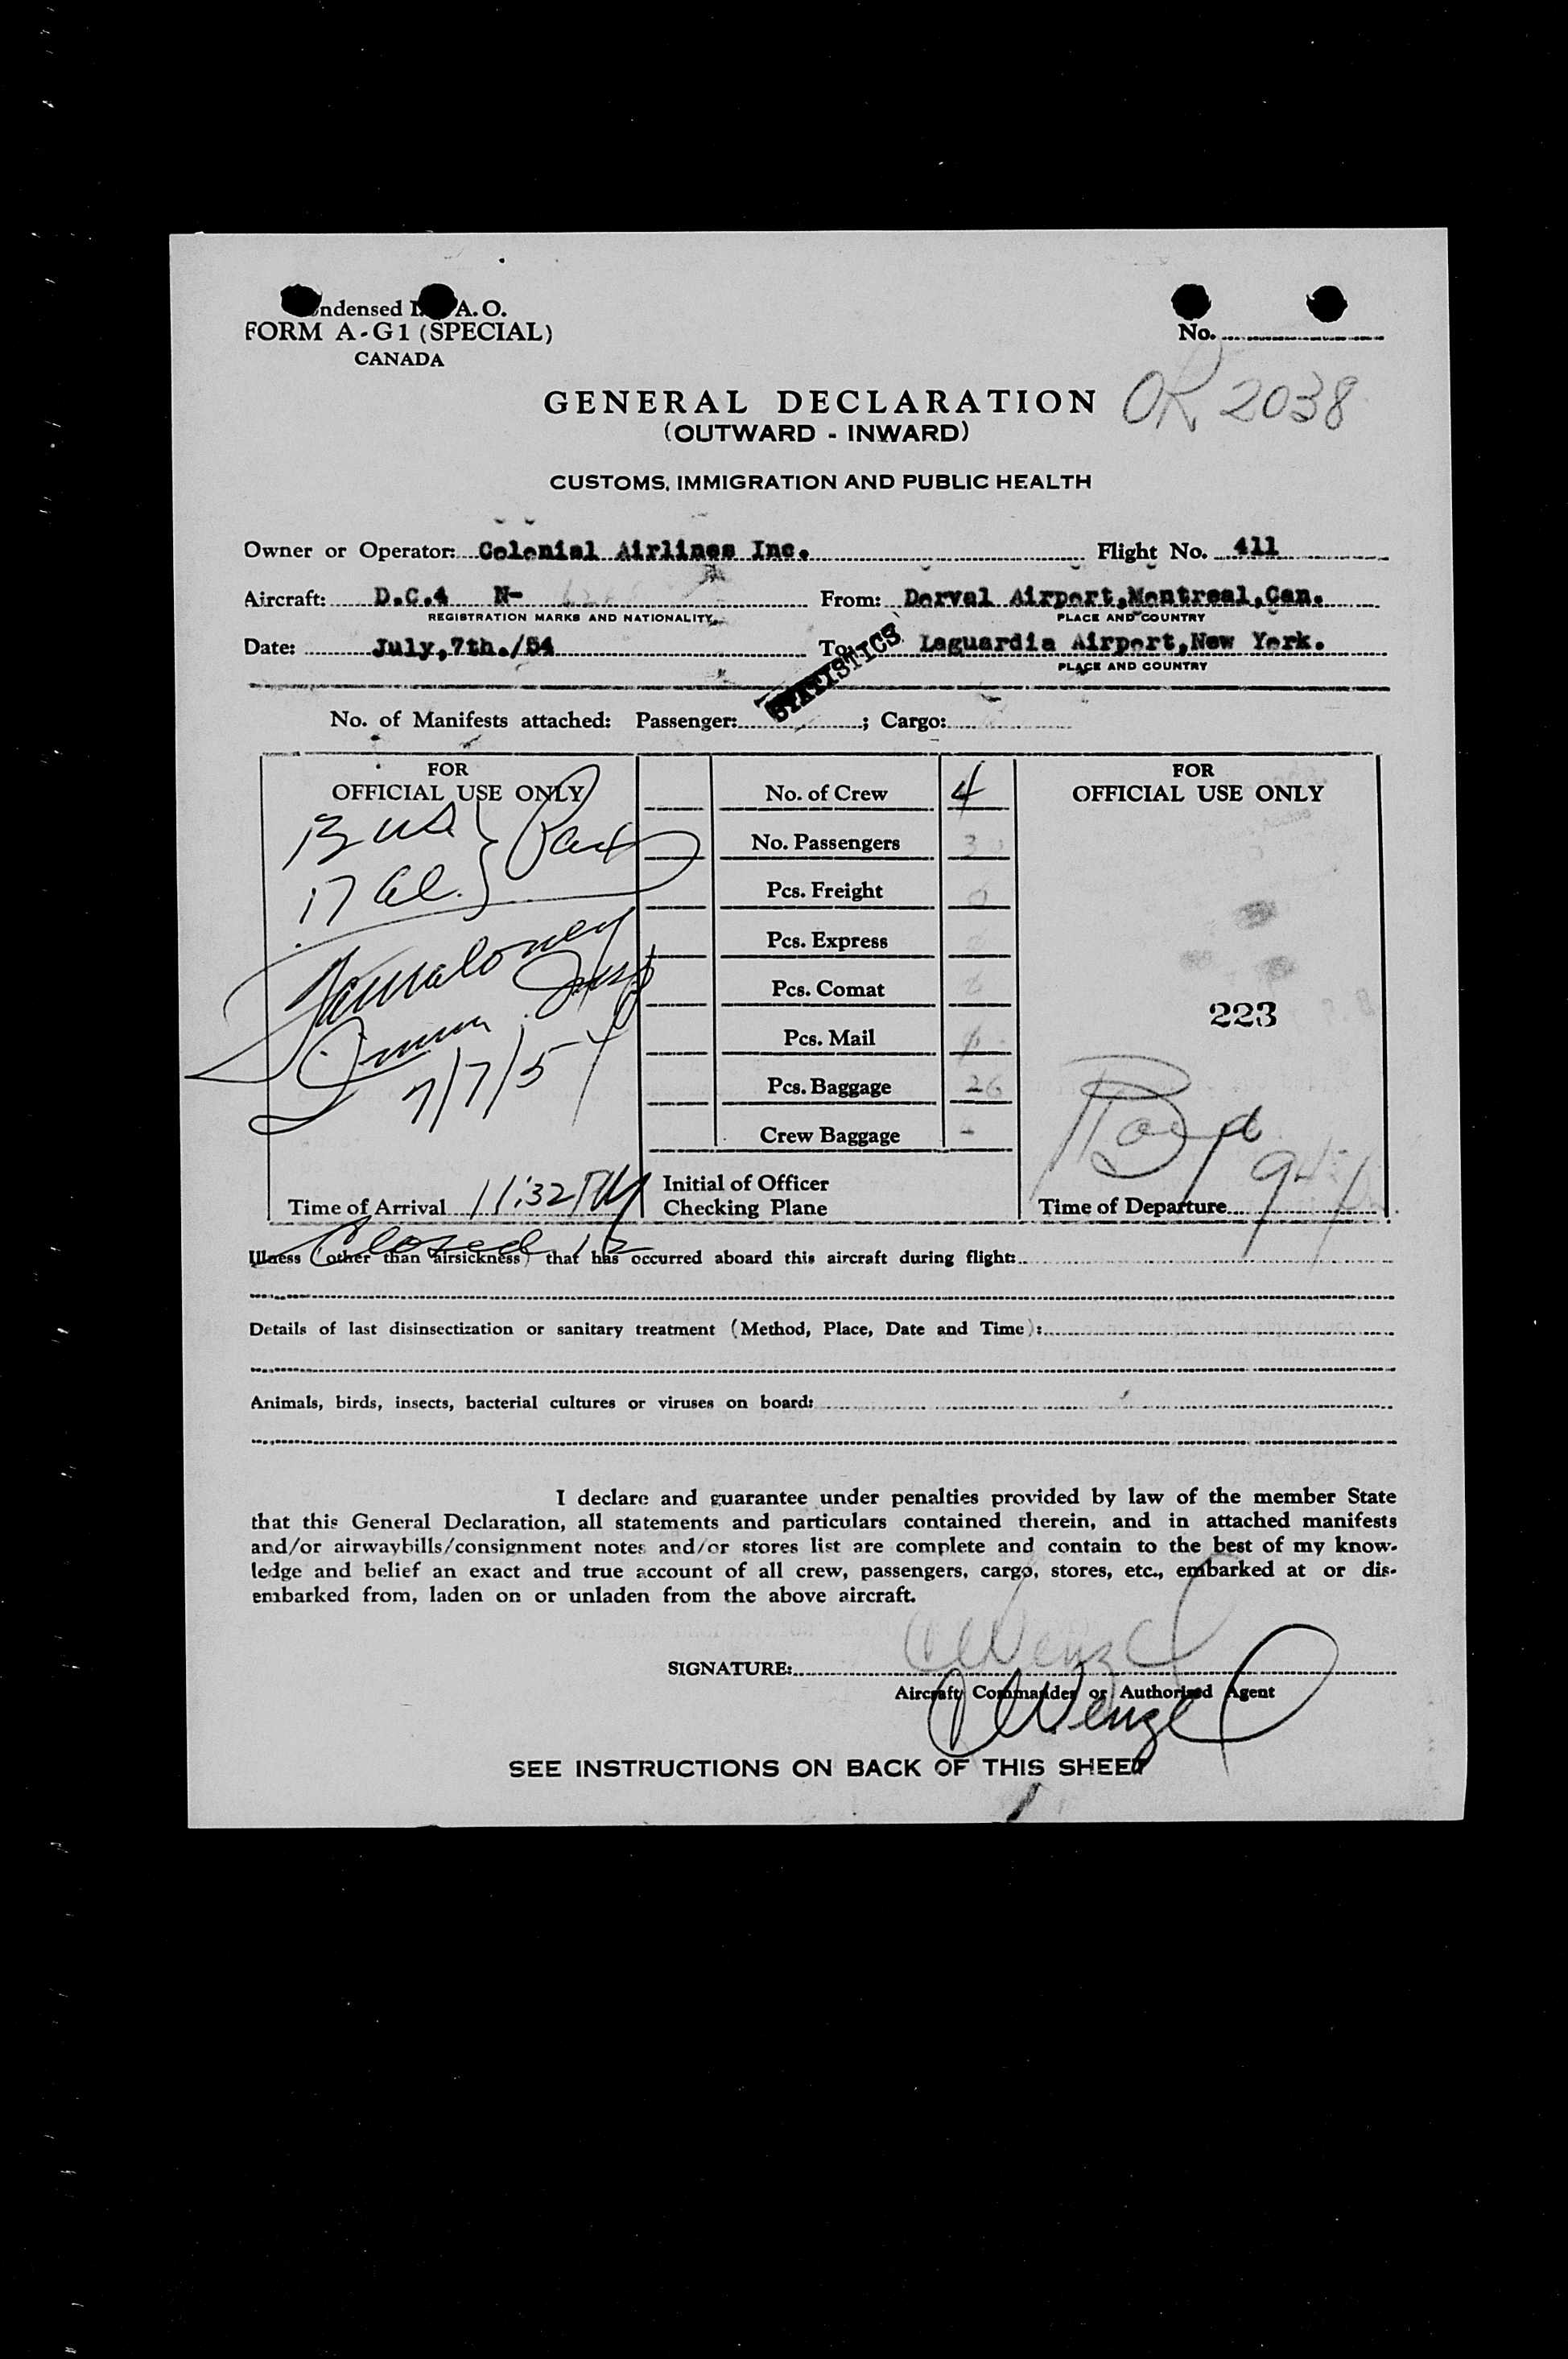 ndensed I. A. O.
FORM A-G1 (SPECIAL)
CANADA
No.
OK 2038
GENERAL DECLARATION
(OUTWARD - INWARD)
CUSTOMS, IMMIGRATION AND PUBLIC HEALTH
Owner or Operator: Colonial Airlines Inc. Flight No. 411
Aircraft: D.C.4 N- From: Dorval Airport,Montreal,Can.
REGISTRATION MARKS AND NATIONALITY PLACE AND COUNTRY
Date: July,7th./54 To: Laguardia Airport,New York.
PLACE AND COUNTRY
STATISTICS
No. of Manifests attached: Passenger: ; Cargo:
FOR
OFFICIAL USE ONLY
13 US
17 Al. } Pax
Immn. Insp
7/7/54
Time of Arrival 11:32 PM
Closed 12
No. of Crew 4
No. Passengers 30
Pcs. Freight 0
Pcs. Express
Pcs. Comat
Pcs. Mail
Pcs. Baggage 26
Crew Baggage -
Initial of Officer
Checking Plane
FOR
OFFICIAL USE ONLY
223
Time of Departure
Illness (other than airsickness) that has occurred aboard this aircraft during flight:
Details of last disinsectization or sanitary treatment (Method, Place, Date and Time):
Animals, birds, insects, bacterial cultures or viruses on board:
I declare and guarantee under penalties provided by law of the member State
that this General Declaration, all statements and particulars contained therein, and in attached manifests
and/or airwaybills/consignment notes and/or stores list are complete and contain to the best of my know-
ledge and belief an exact and true account of all crew, passengers, cargo, stores, etc., embarked at or dis-
embarked from, laden on or unladen from the above aircraft.
SIGNATURE: Wenzel
Aircraft Commander or Authorized Agent
Wenzel
SEE INSTRUCTIONS ON BACK OF THIS SHEET